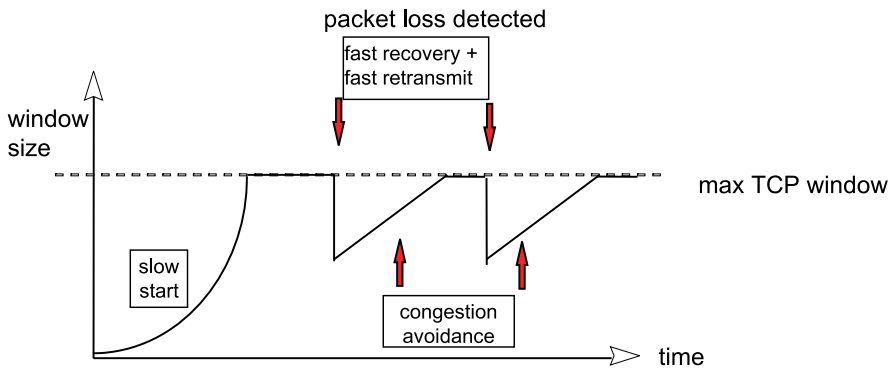 packet loss detected
fast recovery +
fast retransmit
window
size
max TCP window
slow
start
congestion
avoidance
time